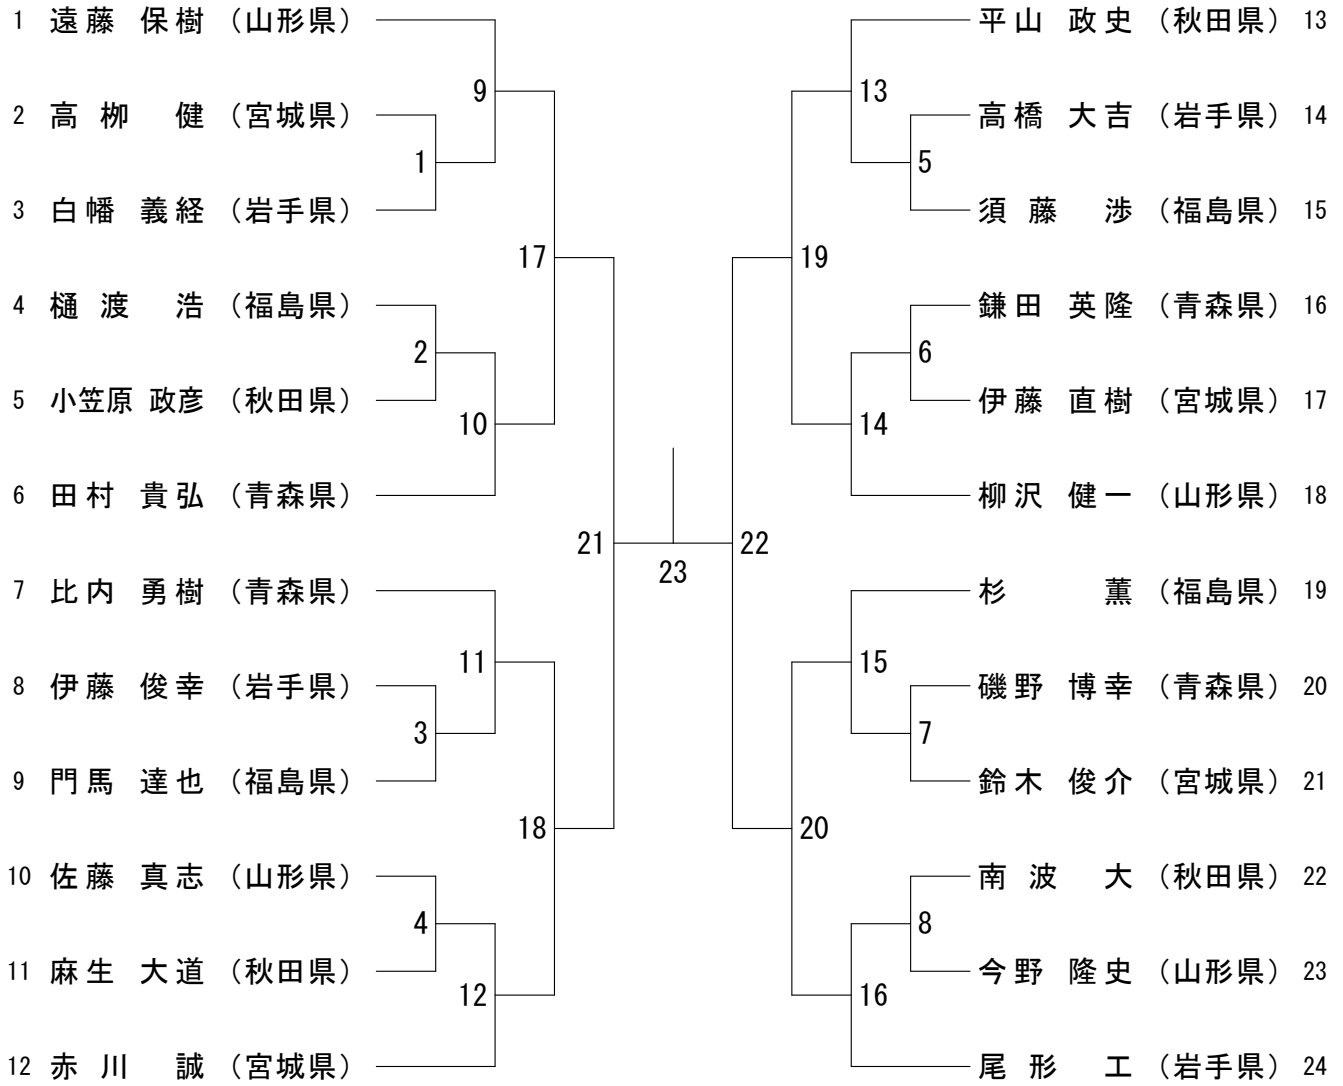 1 遠藤 保樹 (山形県)
2 高栁 健 (宮城県)
3 白幡 義経 (岩手県)
4 樋渡 浩 (福島県)
5 小笠原 政彦 (秋田県)
6 田村 貴弘 (青森県)
7 比内 勇樹 (青森県)
8 伊藤 俊幸 (岩手県)
9 門馬 達也 (福島県)
10 佐藤 真志 (山形県)
11 麻生 大道 (秋田県)
12 赤川 誠 (宮城県)
1
2
3
4
9
10
11
12
17
18
21
23
22
19
20
13
14
15
16
5
6
7
8
平山 政史 (秋田県) 13
高橋 大吉 (岩手県) 14
須藤 渉 (福島県) 15
鎌田 英隆 (青森県) 16
伊藤 直樹 (宮城県) 17
柳沢 健一 (山形県) 18
杉 薫 (福島県) 19
磯野 博幸 (青森県) 20
鈴木 俊介 (宮城県) 21
南波 大 (秋田県) 22
今野 隆史 (山形県) 23
尾形 工 (岩手県) 24